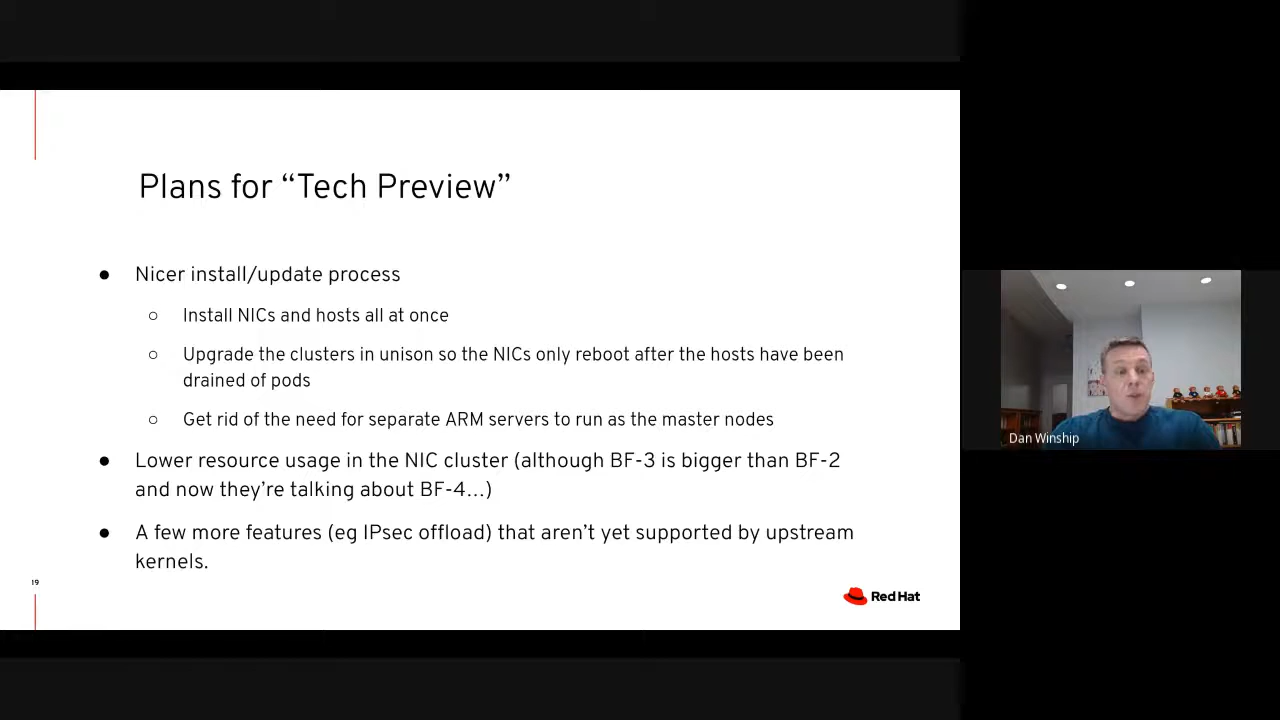 Plans for “Tech Preview”
● Nicer install/update process
○ Install NICs and hosts all at once
○ Upgrade the clusters in unison so the NICs only reboot after the hosts have been
drained of pods
○ Get rid of the need for separate ARM servers to run as the master nodes
● Lower resource usage in the NIC cluster (although BF-3 is bigger than BF-2
and now they’re talking about BF-4…)
● A few more features (eg IPsec offload) that aren’t yet supported by upstream
kernels.
19
Red Hat
Dan Winship